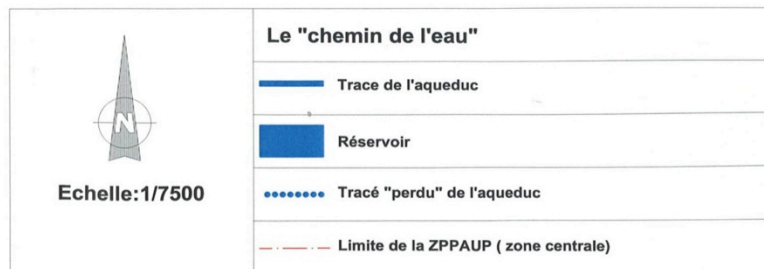 Le "chemin de l'eau"
Trace de l'aqueduc
N
Réservoir
Echelle:1/7500
Tracé "perdu" de l'aqueduc
Limite de la ZPPAUP ( zone centrale)